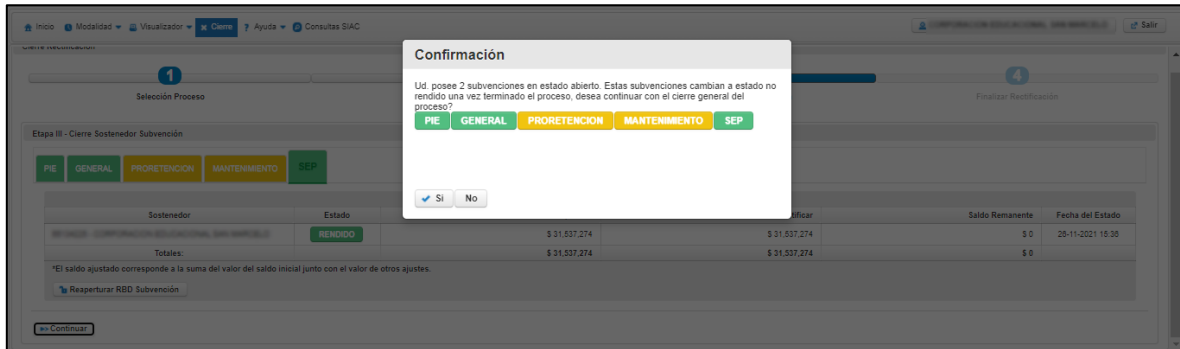 Inicio Modalidad Visualizador Cierre Ayuda Consultas SIAC Salir
Cierre Rectificación
Confirmación
Ud. posee 2 subvenciones en estado abierto. Estas subvenciones cambian a estado no
rendido una vez terminado el proceso, desea continuar con el cierre general del
proceso?
PIE GENERAL PRORETENCION MANTENIMIENTO SEP
Si No
1 4
Selección Proceso Finalizar Rectificación
Etapa III - Cierre Sostenedor Subvención
PIE GENERAL PRORETENCION MANTENIMIENTO SEP
Sostenedor Estado Saldo Remanente Fecha del Estado
RENDIDO $ 31,537,274 $ 31,537,274 $ 0 26-11-2021 15:38
Totales: $ 31,537,274 $ 31,537,274 $ 0
*El saldo ajustado corresponde a la suma del valor del saldo inicial junto con el valor de otros ajustes.
Reaperturar RBD Subvención
Continuar